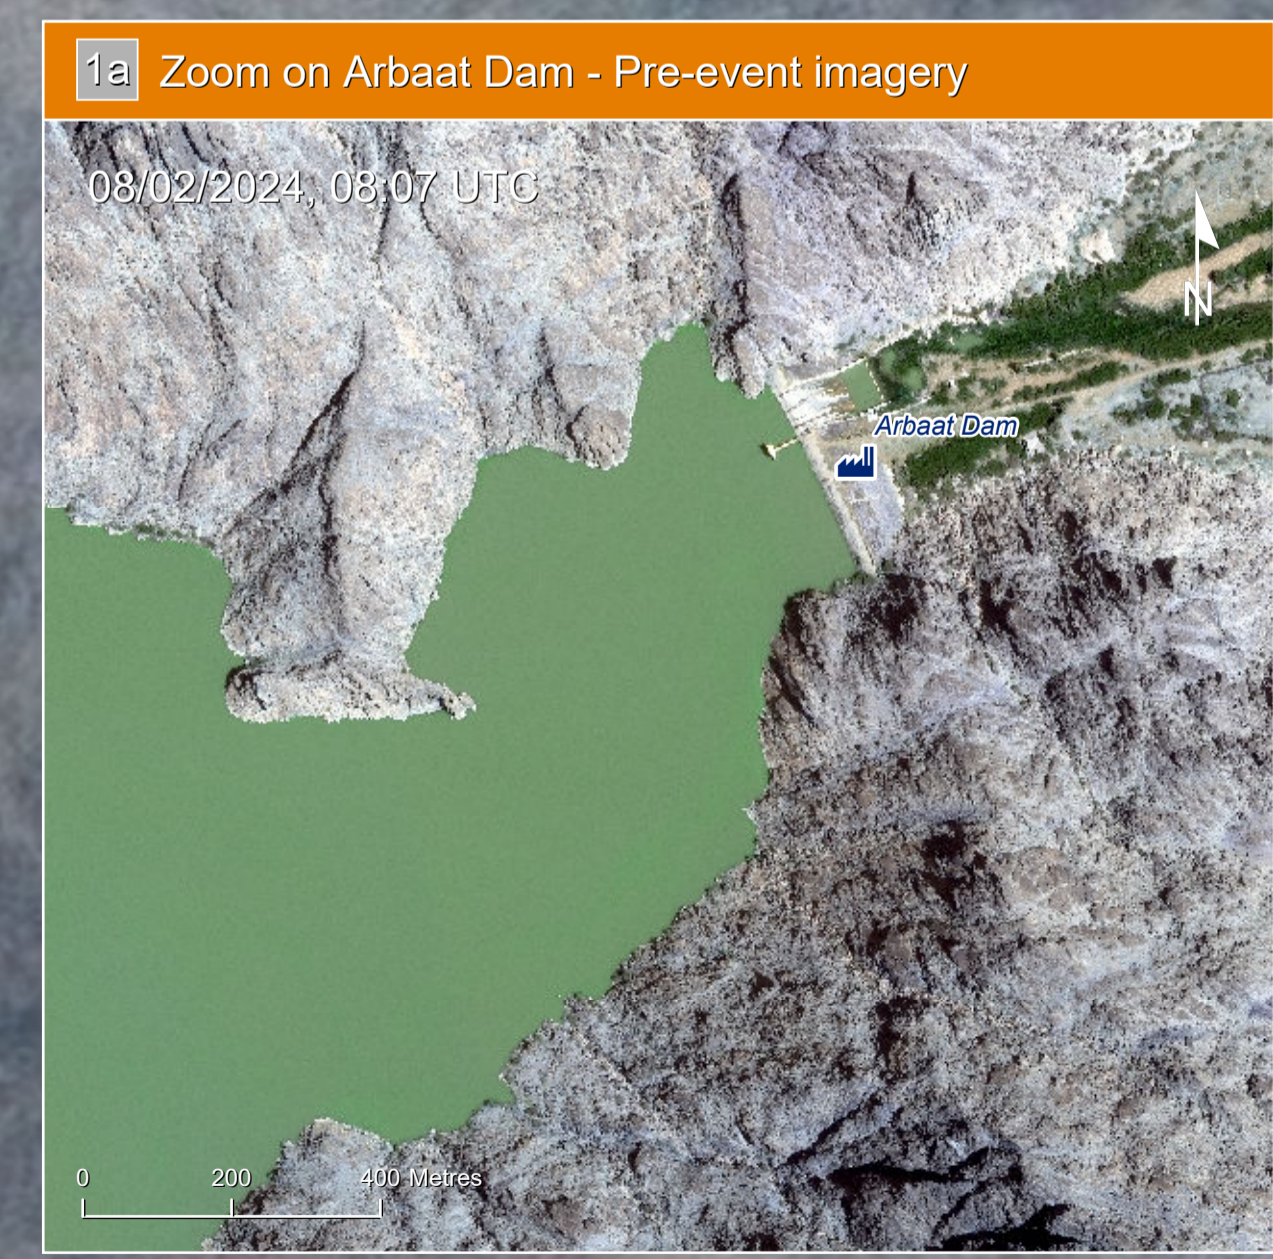 1a Zoom on Arbaat Dam - Pre-event imagery
08/02/2024, 08:07 UTC
N
Arbaat Dam
0 200 400 Metres